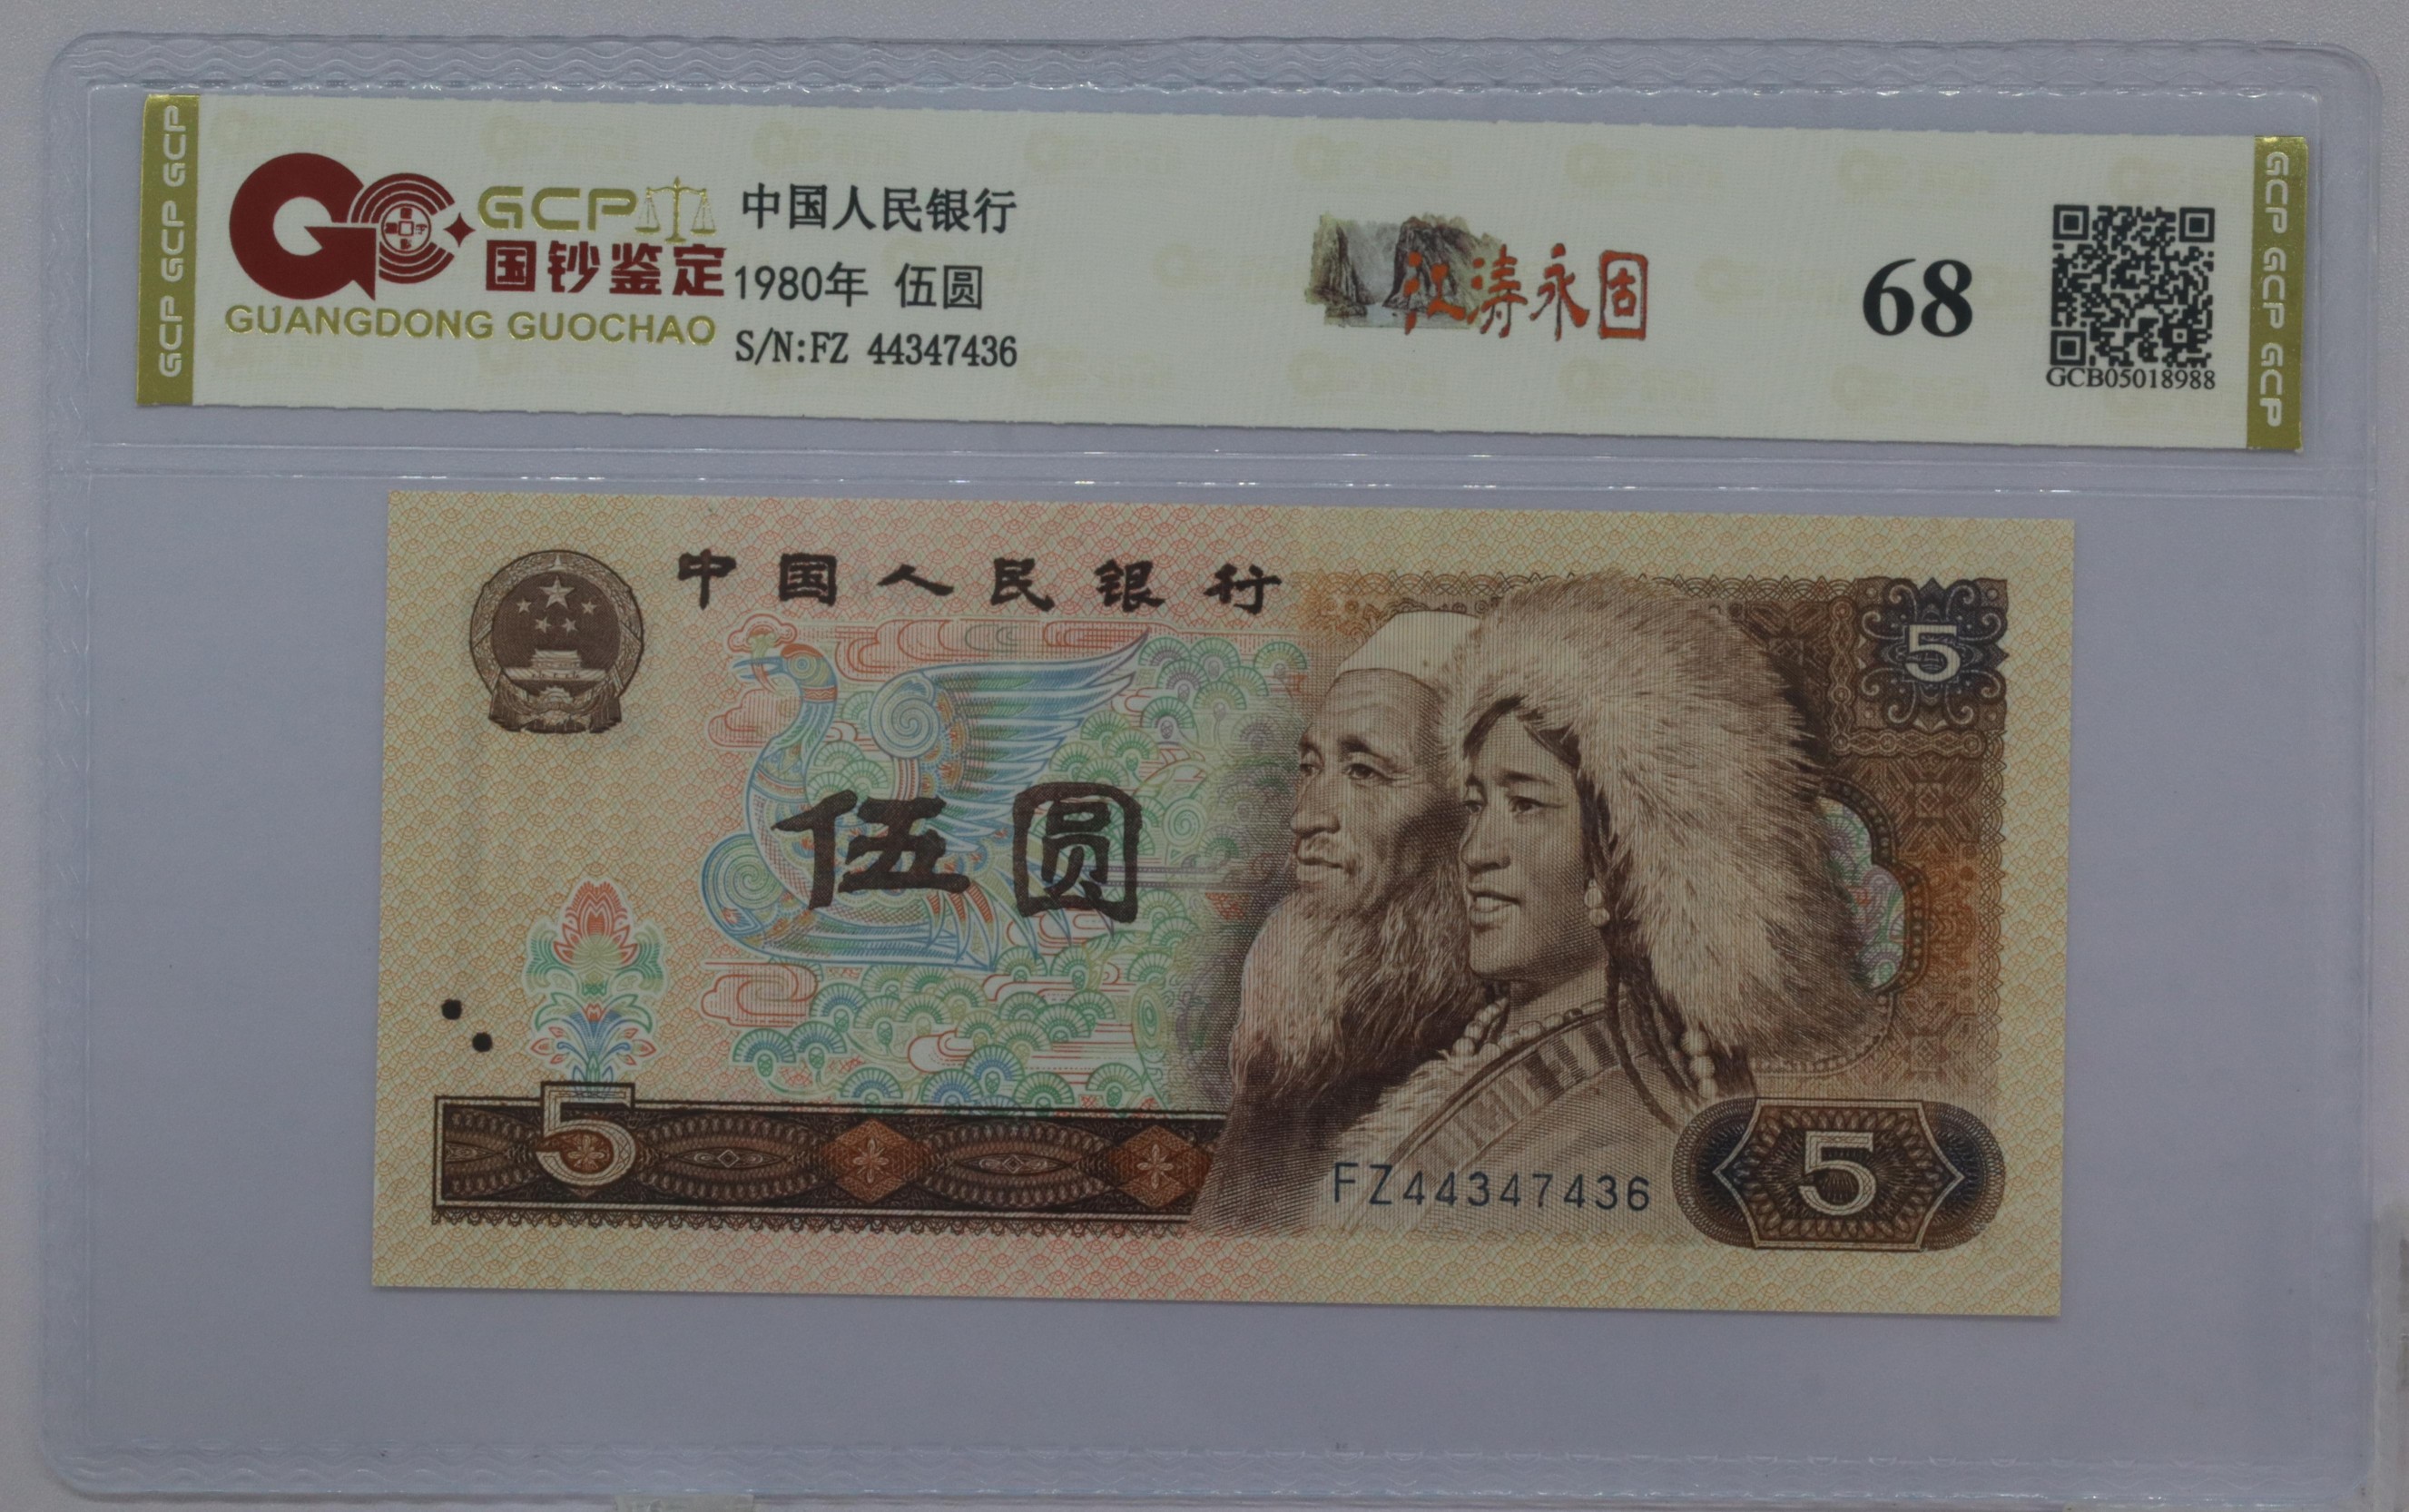 GCP GCP GCP
GCP
国钞鉴定
GUANGDONG GUOCHAO
中国人民银行
1980年 伍圆
S/N:FZ 44347436
江涛永固
68
GCB05018988
GCP GCP GCP
中国人民银行
5
伍圆
5
FZ44347436
5